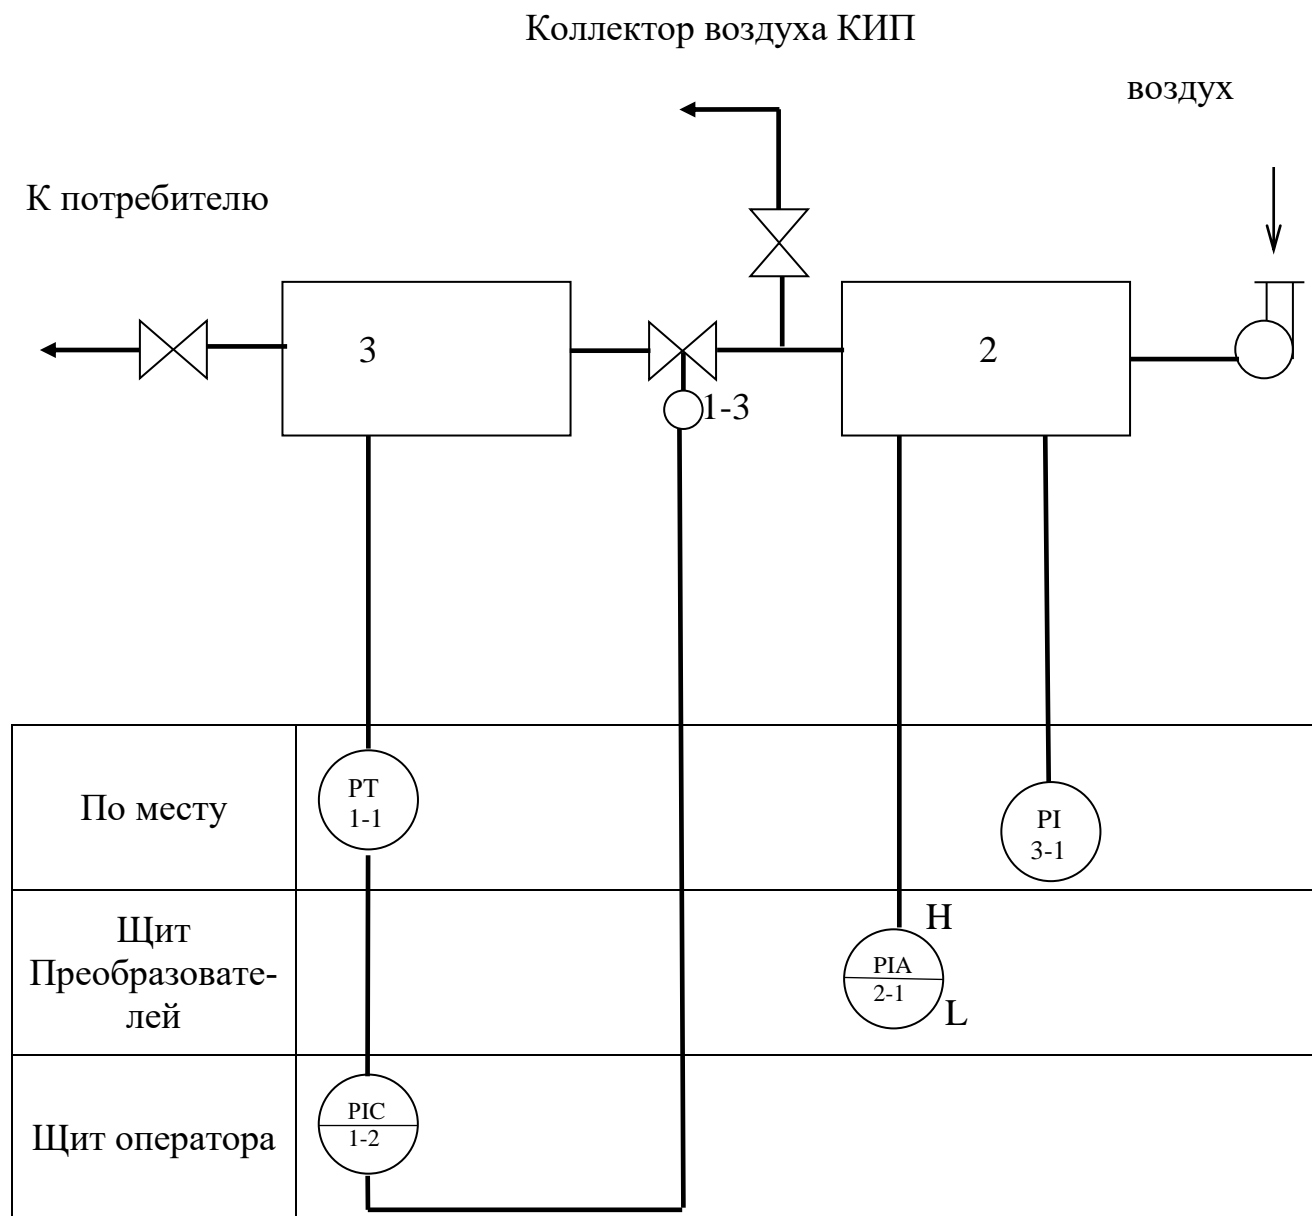 Коллектор воздуха КИП
воздух
К потребителю
3
2
1-3
По месту
PT
1-1
PI
3-1
Щит
Преобразовате-
лей
H
PIA
2-1
L
Щит оператора
PIC
1-2